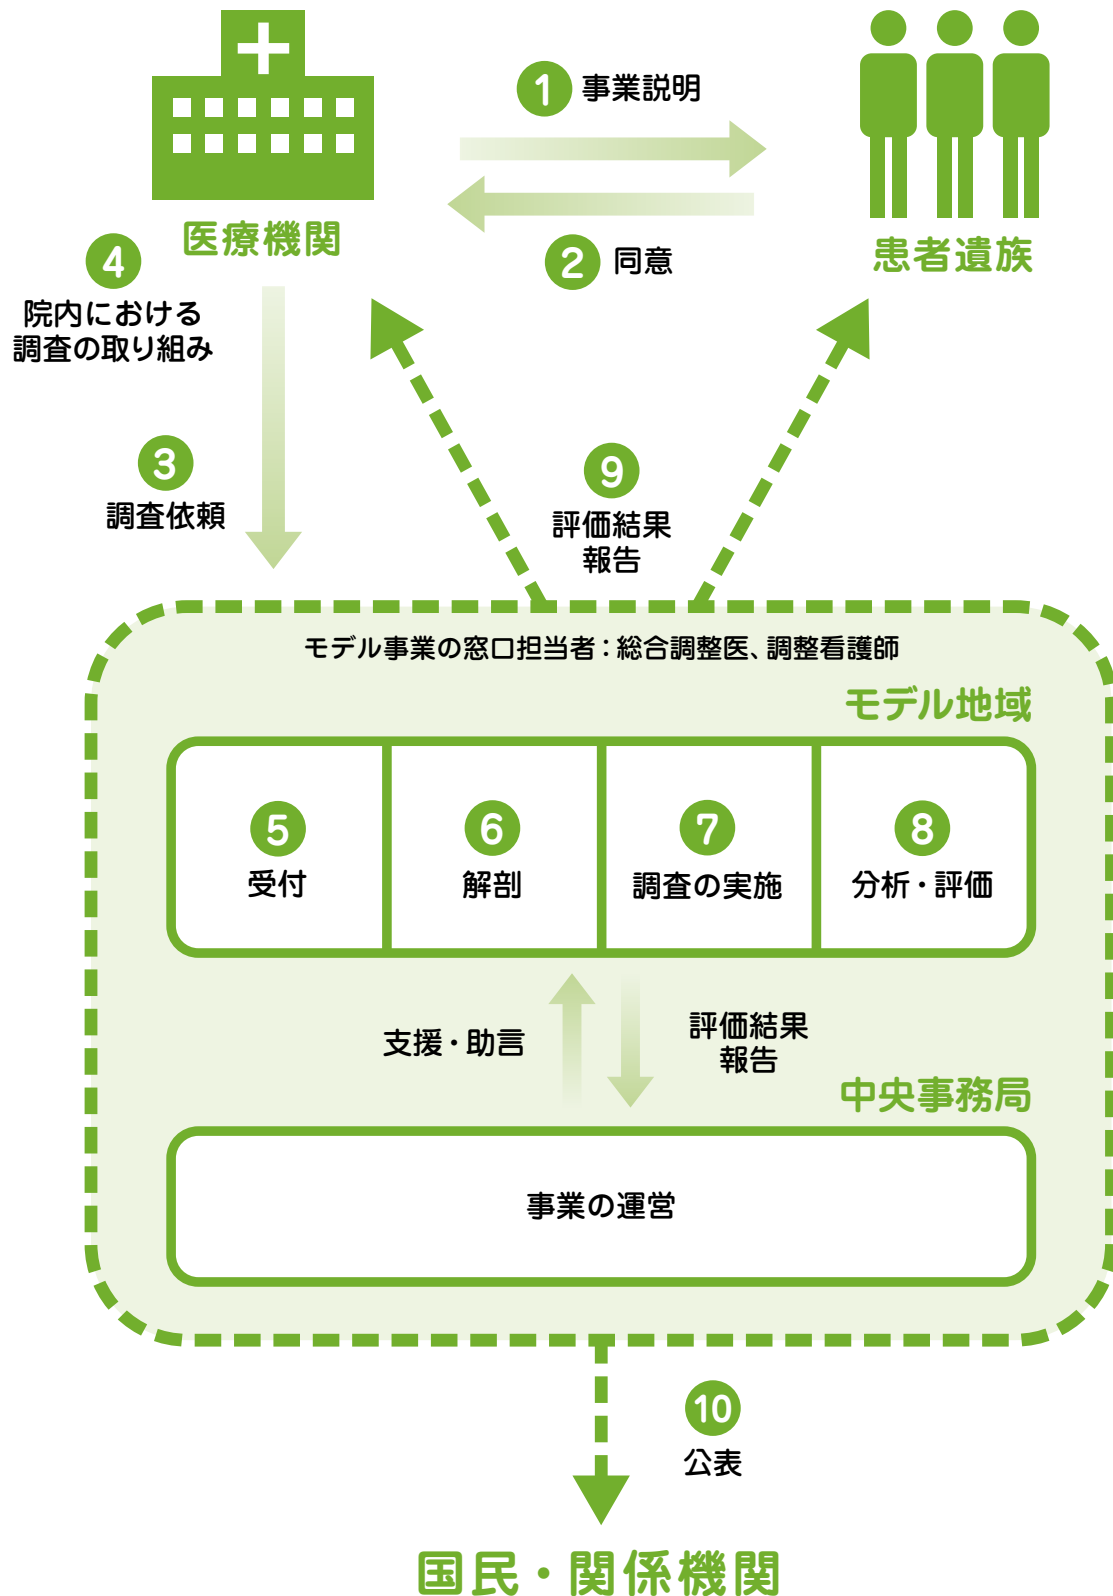 1 事業説明
医療機関
2 同意
患者遺族
4
院内における
調査の取り組み
3
調査依頼
9
評価結果
報告
モデル事業の窓口担当者：総合調整医、調整看護師
モデル地域
5
受付
6
解剖
7
調査の実施
8
分析・評価
支援・助言
評価結果
報告
中央事務局
事業の運営
10
公表
国民・関係機関